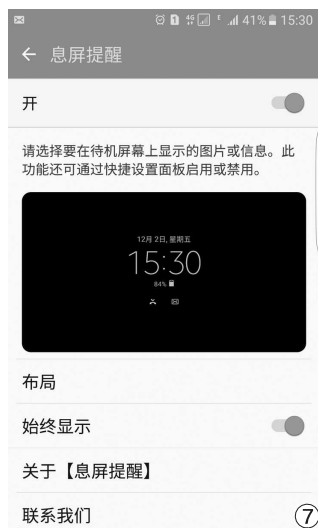 4G E 41% 15:30
息屏提醒
开
请选择要在待机屏幕上显示的图片或信息。此
功能还可通过快捷设置面板启用或禁用。
12月 2日, 星期五
15:30
84%
布局
始终显示
关于【息屏提醒】
联系我们
⑦